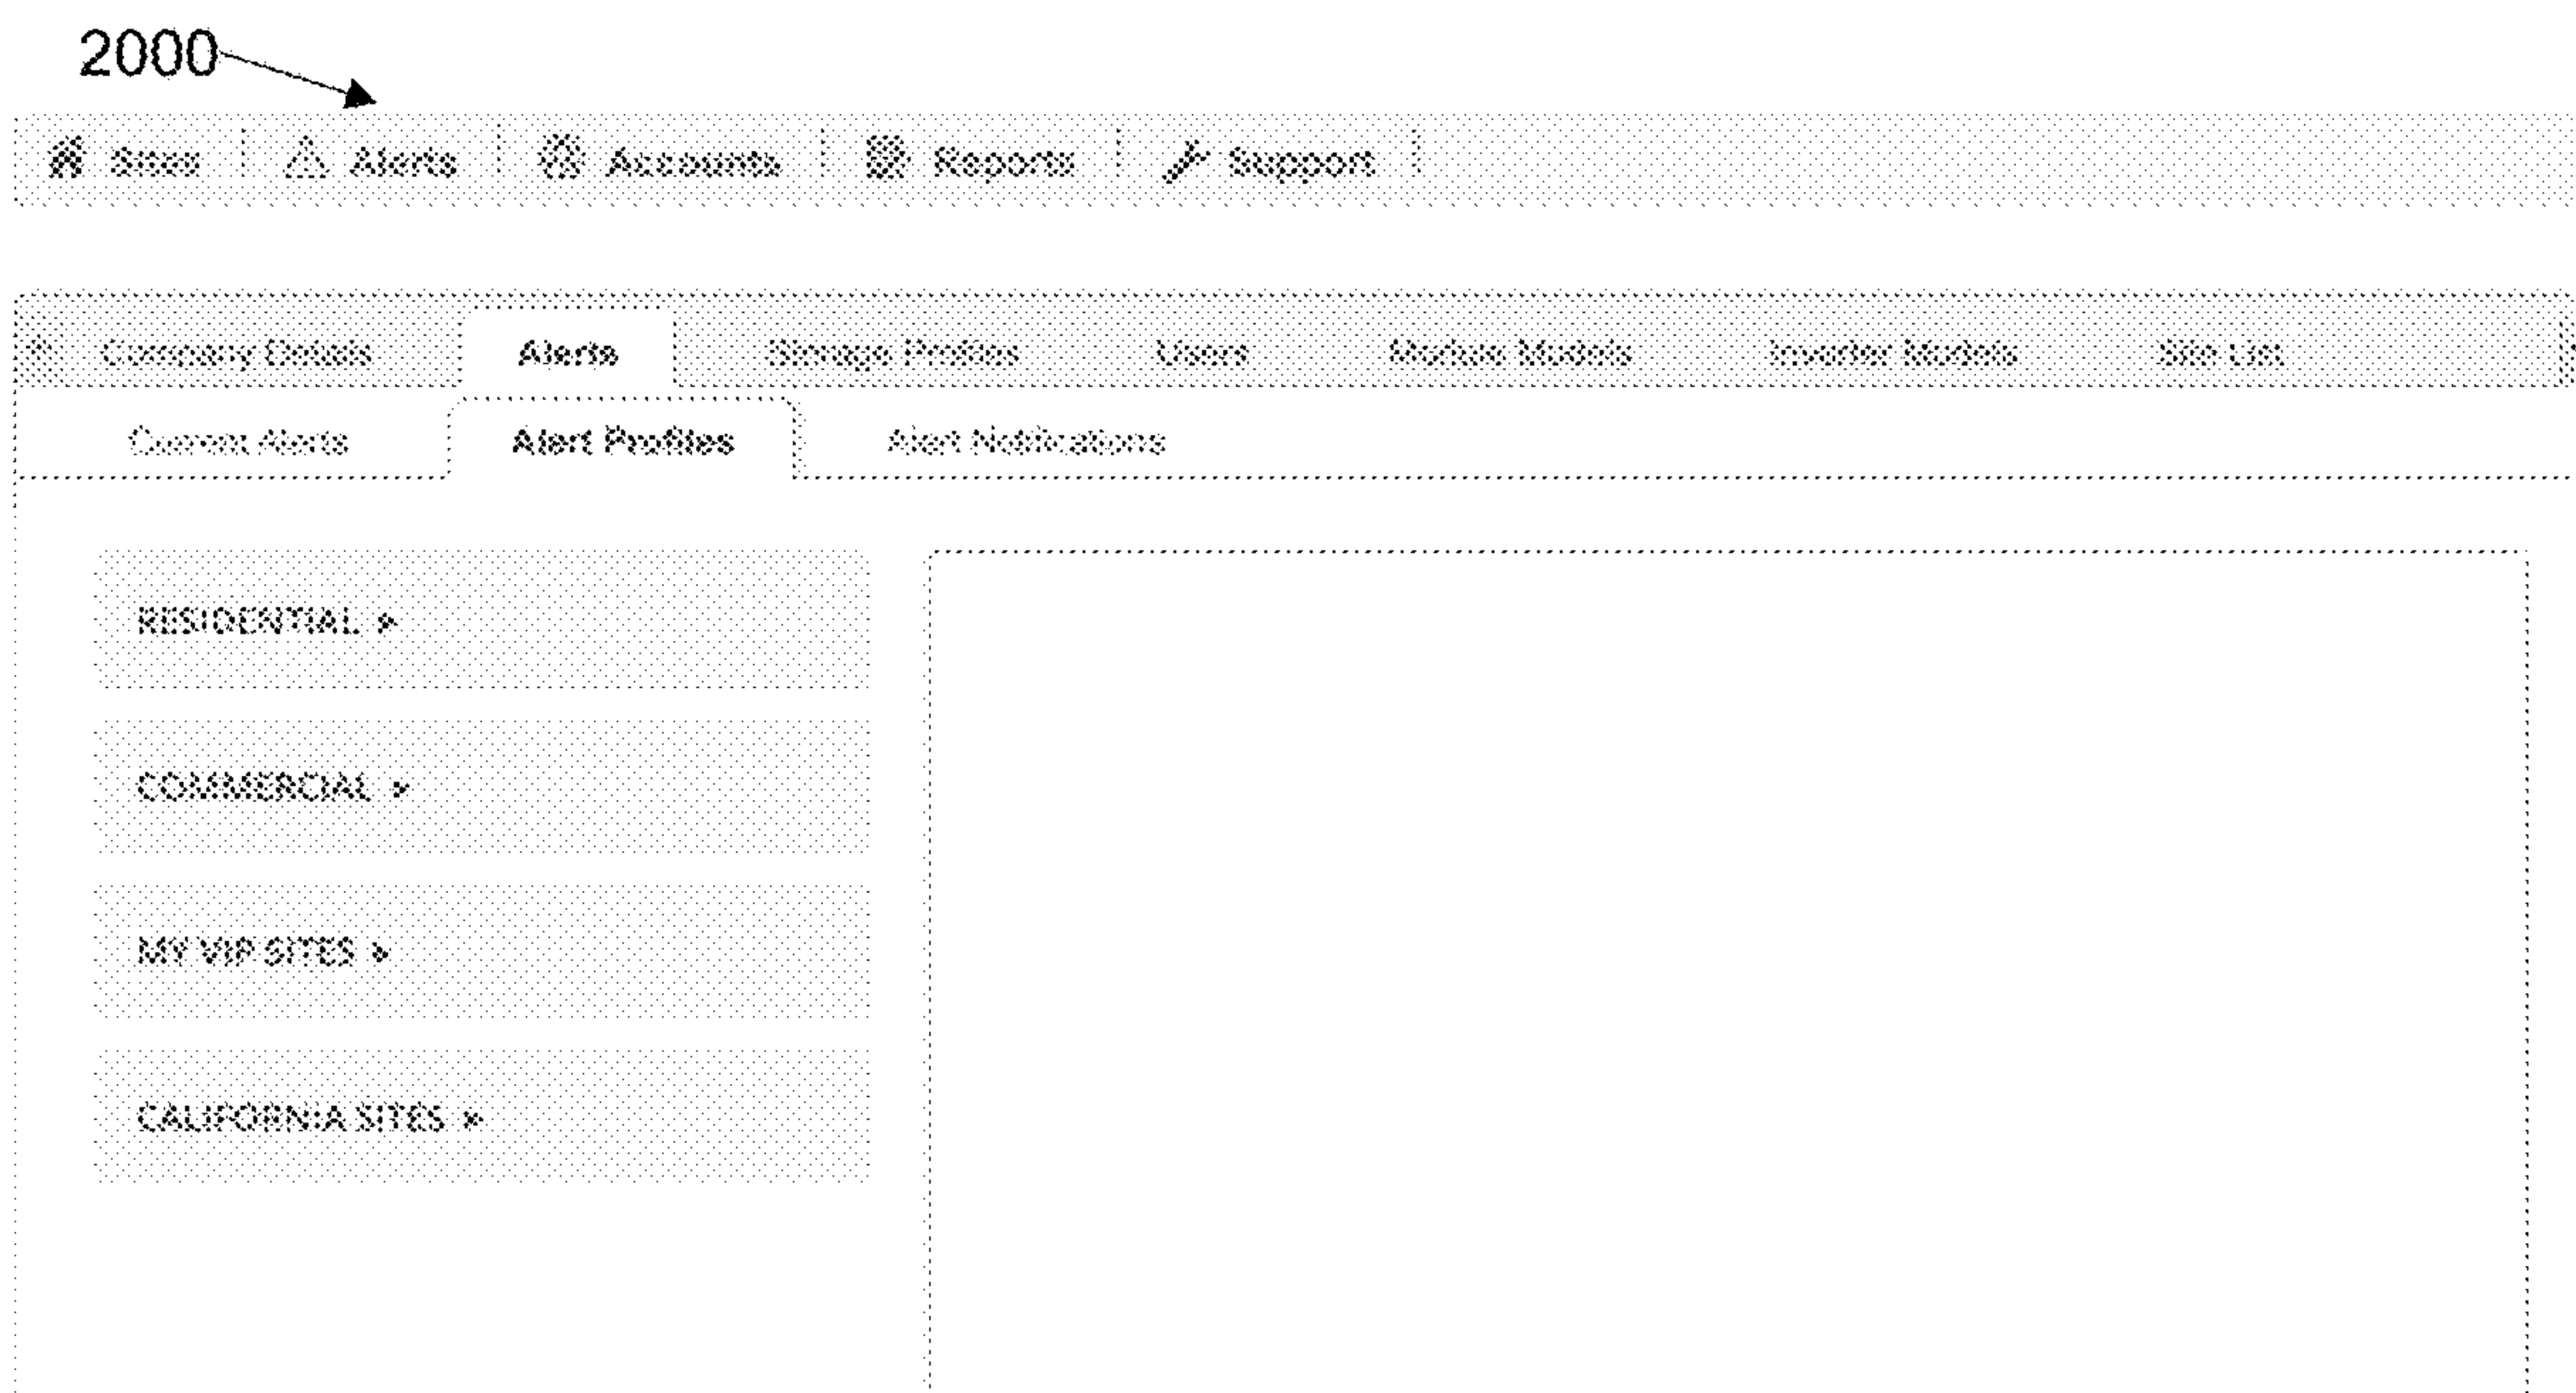 2000
Sites Alerts Accounts Reports Support
Company Details Alerts Storage Profiles Users Module Models Inverter Models Site List
Current Alerts Alert Profiles Alert Notifications
RESIDENTIAL
COMMERCIAL
MY VIP SITES
CALIFORNIA SITES